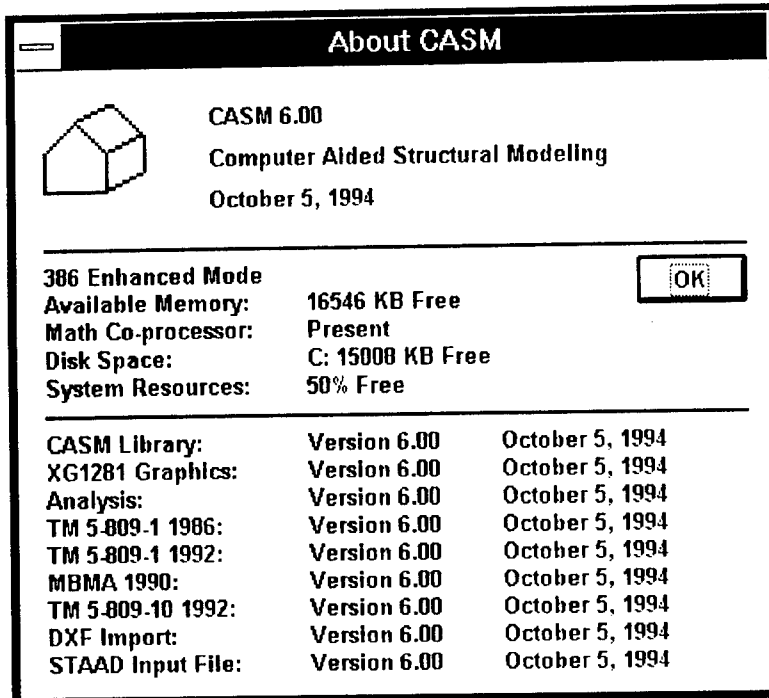 About CASM
CASM 6.00
Computer Aided Structural Modeling
October 5, 1994
386 Enhanced Mode
OK
Available Memory: 16546 KB Free
Math Co-processor: Present
Disk Space: C: 15008 KB Free
System Resources: 50% Free
CASM Library: Version 6.00 October 5, 1994
XG1281 Graphics: Version 6.00 October 5, 1994
Analysis: Version 6.00 October 5, 1994
TM 5-809-1 1986: Version 6.00 October 5, 1994
TM 5-809-1 1992: Version 6.00 October 5, 1994
MBMA 1990: Version 6.00 October 5, 1994
TM 5-809-10 1992: Version 6.00 October 5, 1994
DXF Import: Version 6.00 October 5, 1994
STAAD Input File: Version 6.00 October 5, 1994